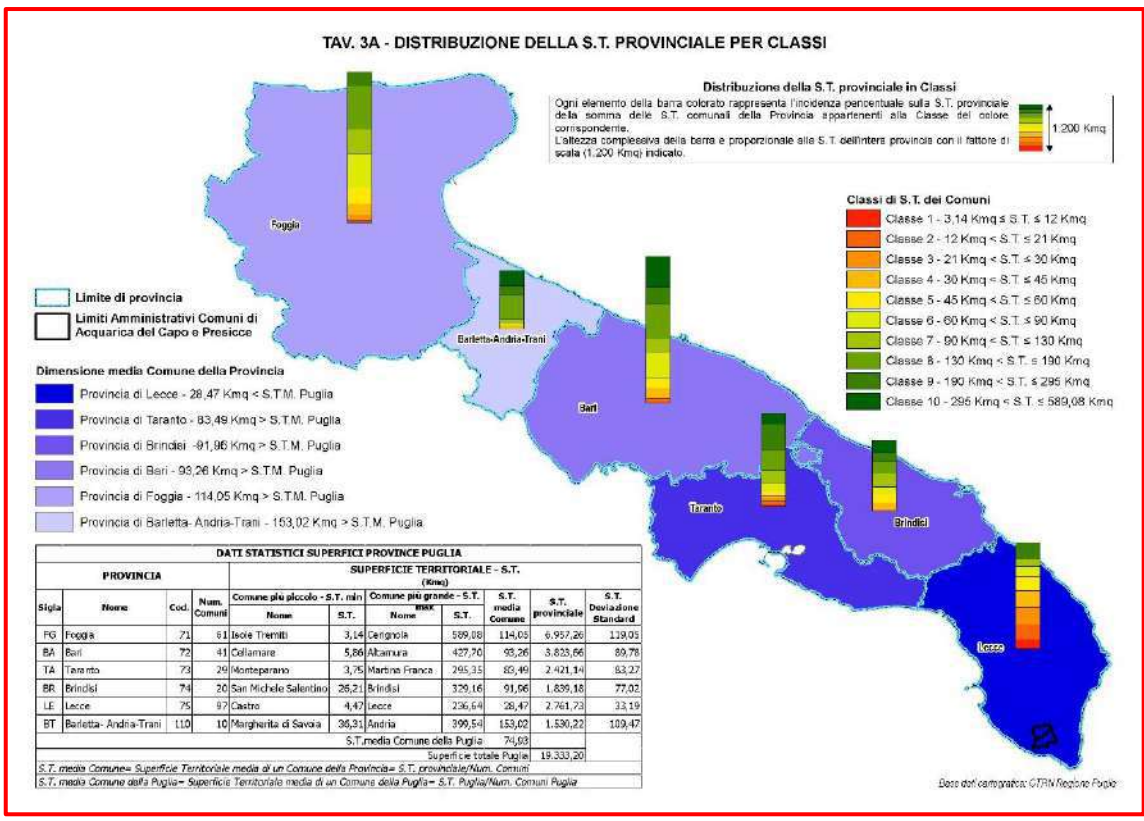 TAV. 3A - DISTRIBUZIONE DELLA S.T. PROVINCIALE PER CLASSI
Distribuzione della S.T. provinciale in Classi
Ogni elemento della barra colorato rappresenta l'incidenza percentuale sulla S.T. provinciale
della somma delle S.T. comunali della Provincia appartenenti alla Classe del colore
corrispondente.
L'altezza complessiva della barra e proporzionale alla S.T. dell'intera provincia con il fattore di
scala (1.200 Kmq) indicato.
1.200 Kmq
Classi di S.T. dei Comuni
Classe 1 - 3,14 Kmq ≤ S.T. ≤ 12 Kmq
Classe 2 - 12 Kmq < S.T. ≤ 21 Kmq
Classe 3 - 21 Kmq < S.T. ≤ 30 Kmq
Classe 4 - 30 Kmq < S.T. ≤ 45 Kmq
Classe 5 - 45 Kmq < S.T. ≤ 60 Kmq
Classe 6 - 60 Kmq < S.T. ≤ 90 Kmq
Classe 7 - 90 Kmq < S.T. ≤ 130 Kmq
Classe 8 - 130 Kmq < S.T. ≤ 190 Kmq
Classe 9 - 190 Kmq < S.T. ≤ 295 Kmq
Classe 10 - 295 Kmq < S.T. ≤ 589,08 Kmq
Foggia
Barletta-Andria-Trani
Bari
Taranto
Brindisi
Lecce
Limite di provincia
Limiti Amministrativi Comuni di
Acquarica del Capo e Presicce
Dimensione media Comune della Provincia
Provincia di Lecce - 28,47 Kmq < S.T.M. Puglia
Provincia di Taranto - 83,49 Kmq > S.T.M. Puglia
Provincia di Brindisi -91,96 Kmq > S.T.M. Puglia
Provincia di Bari - 93,26 Kmq > S.T.M. Puglia
Provincia di Foggia - 114,05 Kmq > S.T.M. Puglia
Provincia di Barletta- Andria-Trani - 153,02 Kmq > S.T.M. Puglia
DATI STATISTICI SUPERFICI PROVINCE PUGLIA
PROVINCIA SUPERFICIE TERRITORIALE - S.T. (Kmq)
Sigla Nome Cod. Num. Comuni Comune più piccolo - S.T. min Comune più grande - S.T. max S.T. media Comune S.T. provinciale S.T. Deviazione Standard
Nome S.T. Nome S.T.
FG Foggia 71 61 Isole Tremiti 3,14 Cerignola 589,08 114,05 6.957,26 119,05
BA Bari 72 41 Cellamare 5,86 Altamura 427,70 93,26 3.823,66 89,78
TA Taranto 73 29 Monteparano 3,75 Martina Franca 295,35 83,49 2.421,14 83,27
BR Brindisi 74 20 San Michele Salentino 26,21 Brindisi 329,16 91,96 1.839,18 77,02
LE Lecce 75 97 Castro 4,47 Lecce 236,64 28,47 2.761,73 33,19
BT Barletta- Andria-Trani 110 10 Margherita di Savoia 36,31 Andria 399,54 153,02 1.530,22 109,47
S.T.media Comune della Puglia 74,93
Superficie totale Puglia 19.333,20
S.T. media Comune= Superficie Territoriale media di un Comune della Provincia= S.T. provinciale/Num. Comuni
S.T. media Comune della Puglia= Superficie Territoriale media di un Comune della Puglia= S.T. Puglia/Num. Comuni Puglia
Base dati cartografica: CTRN Regione Puglia